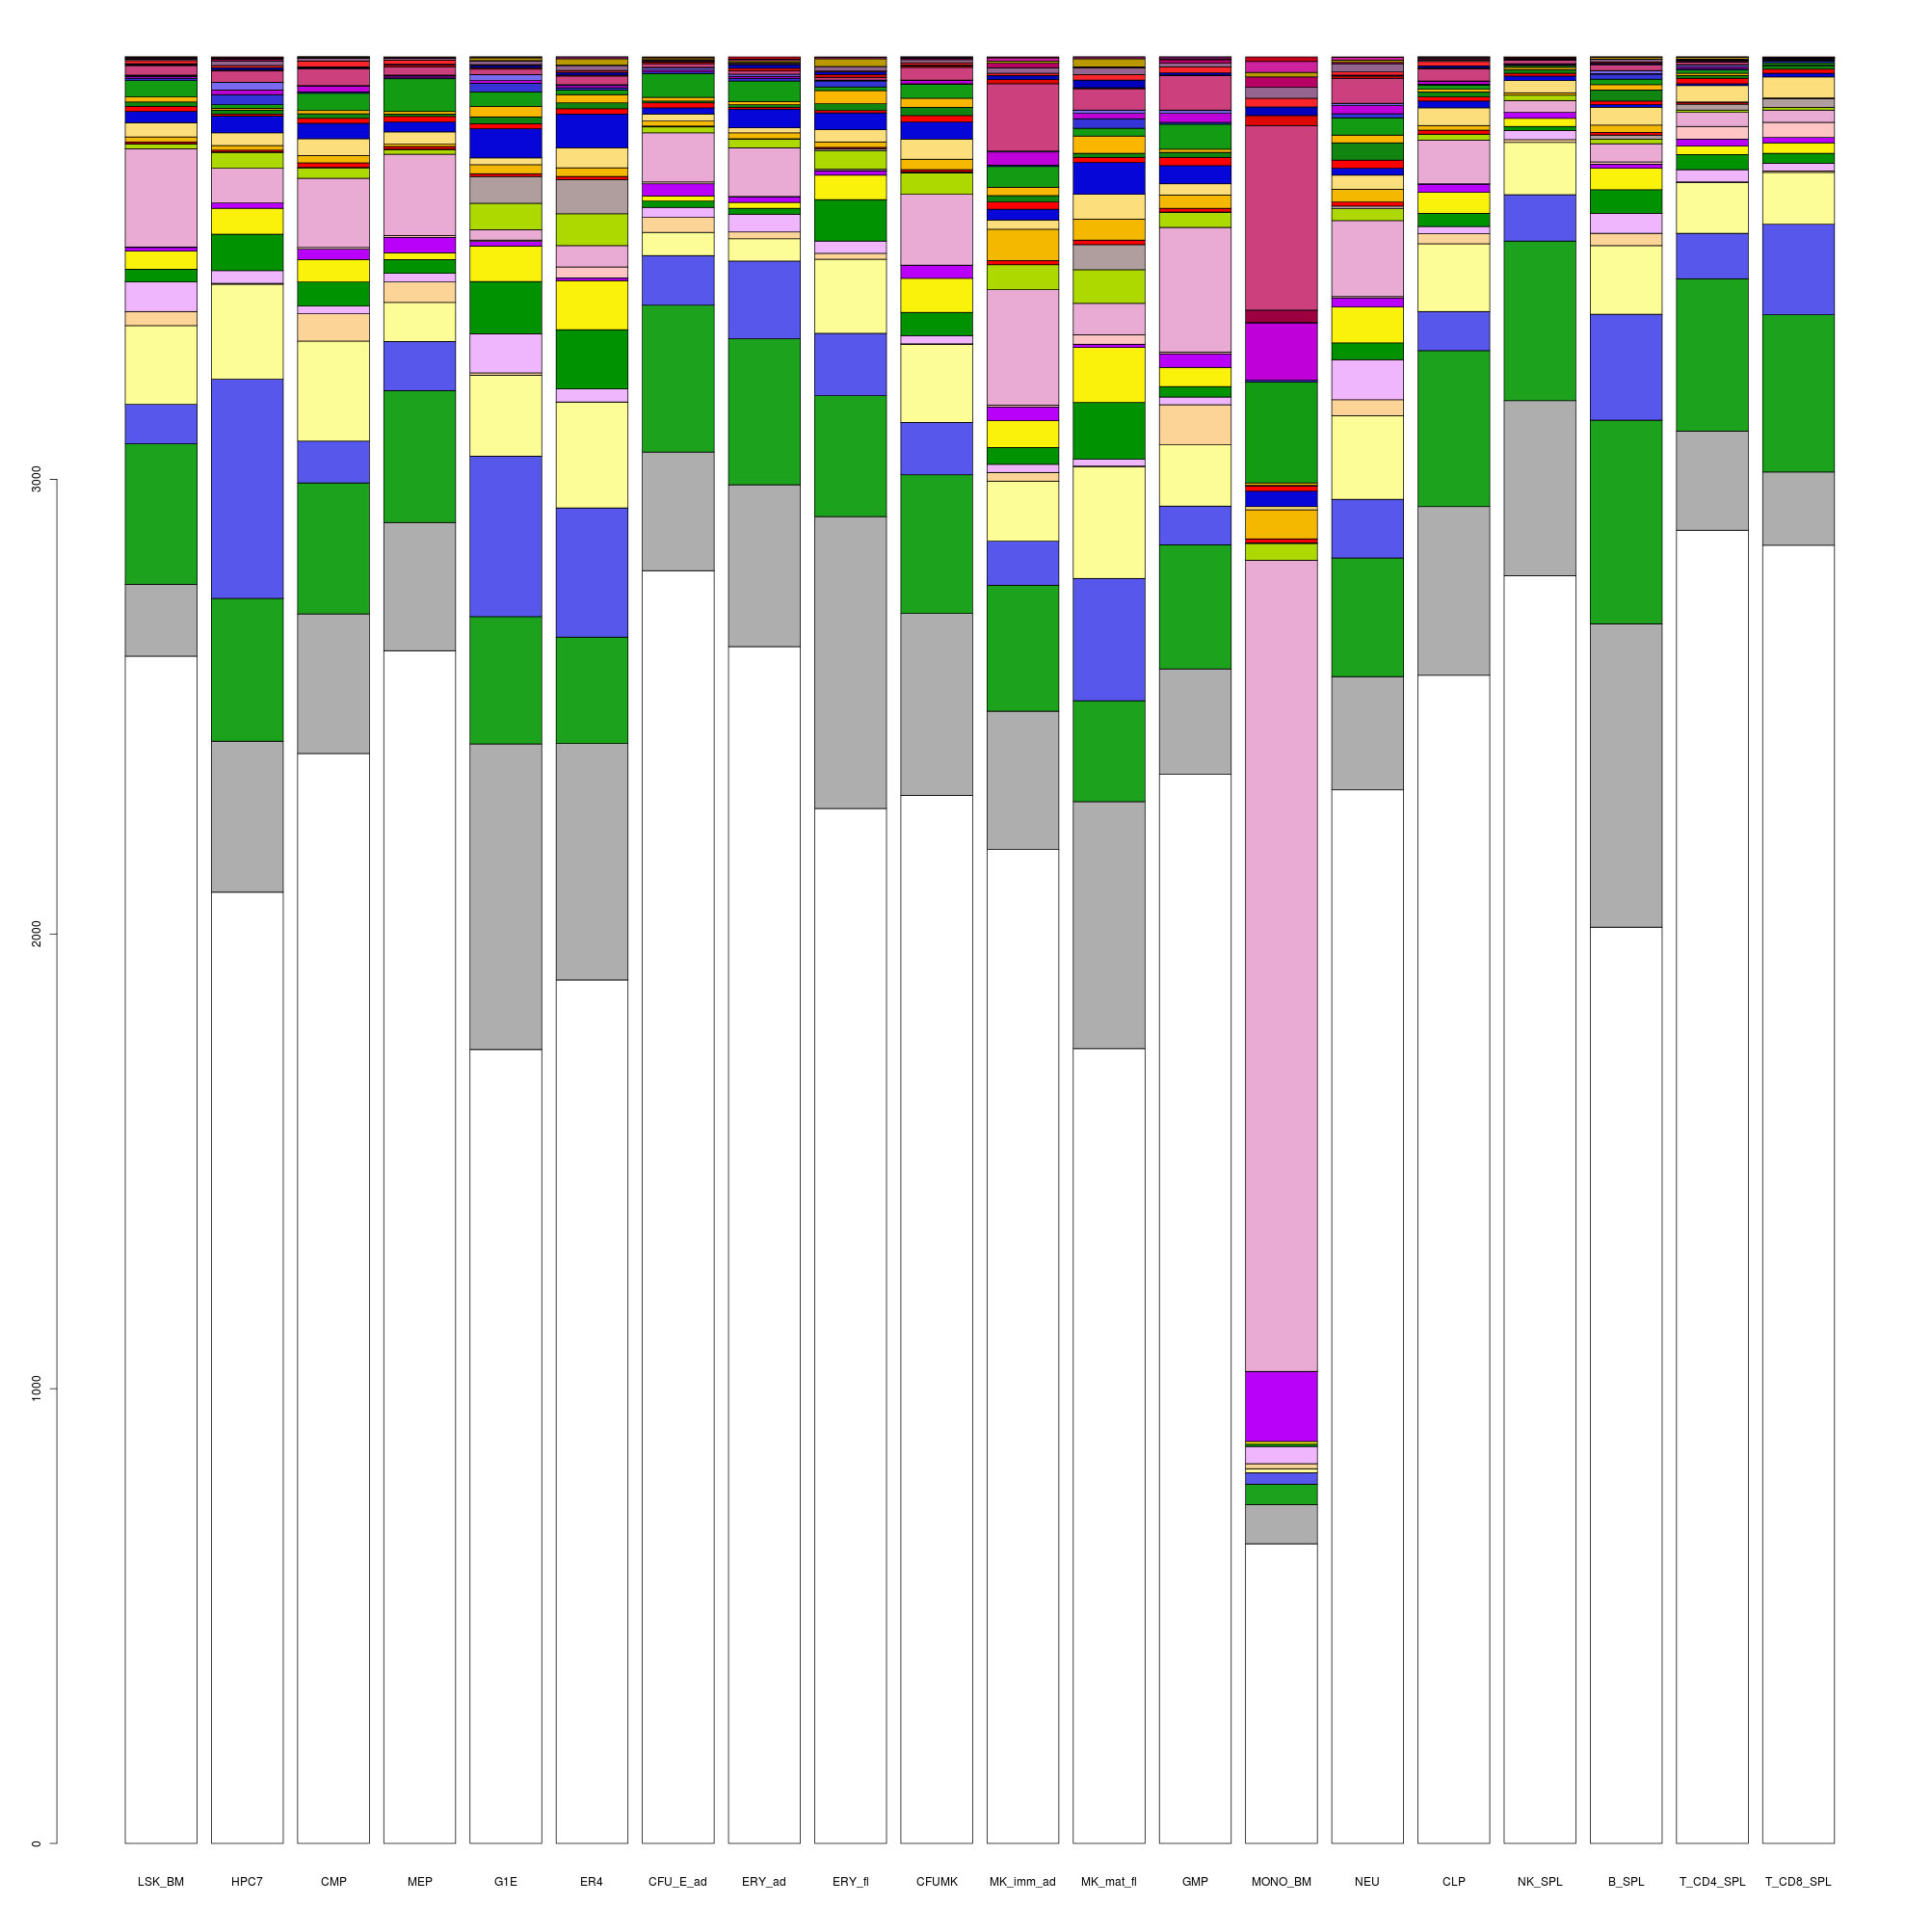 3000
2000
1000
0
LSK_BM HPC7 CMP MEP G1E ER4 CFU_E_ad ERY_ad ERY_fl CFUMK MK_imm_ad MK_mat_fl GMP MONO_BM NEU CLP NK_SPL B_SPL T_CD4_SPL T_CD8_SPL